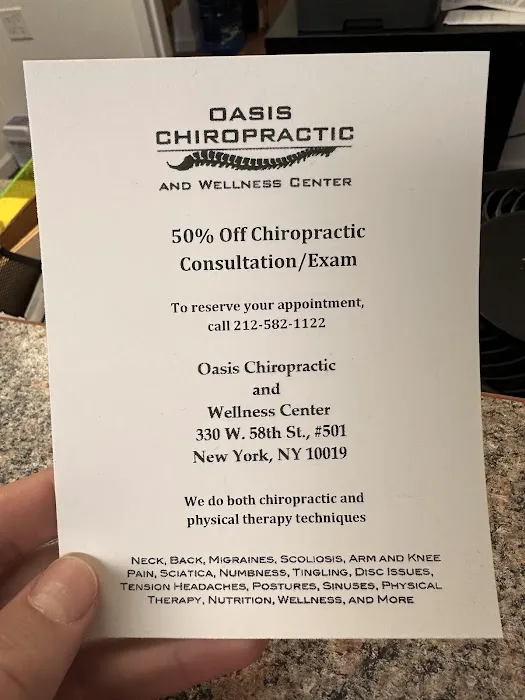 OASIS
CHIROPRACTIC
AND WELLNESS CENTER
50% Off Chiropractic
Consultation/Exam
To reserve your appointment,
call 212-582-1122
Oasis Chiropractic
and
Wellness Center
330 W. 58th St., #501
New York, NY 10019
We do both chiropractic and
physical therapy techniques
NECK, BACK, MIGRAINES, SCOLIOSIS, ARM AND KNEE
PAIN, SCIATICA, NUMBNESS, TINGLING, DISC ISSUES,
TENSION HEADACHES, POSTURES, SINUSES, PHYSICAL
THERAPY, NUTRITION, WELLNESS, AND MORE